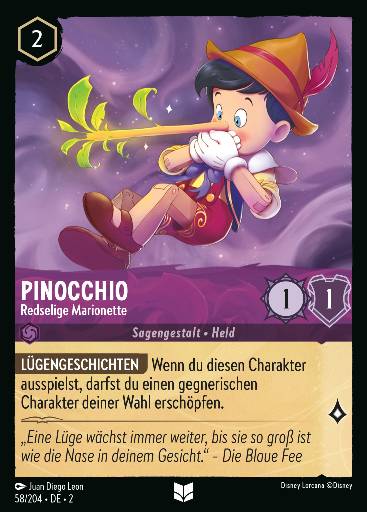 2
PINOCCHIO
Redselige Marionette
1
1
Sagengestalt • Held
LÜGENGESCHICHTEN Wenn du diesen Charakter
ausspielst, darfst du einen gegnerischen
Charakter deiner Wahl erschöpfen.
„Eine Lüge wächst immer weiter, bis sie so groß ist
wie die Nase in deinem Gesicht.“ - Die Blaue Fee
Juan Diego Leon
Disney Lorcana ©Disney
58/204 • DE • 2